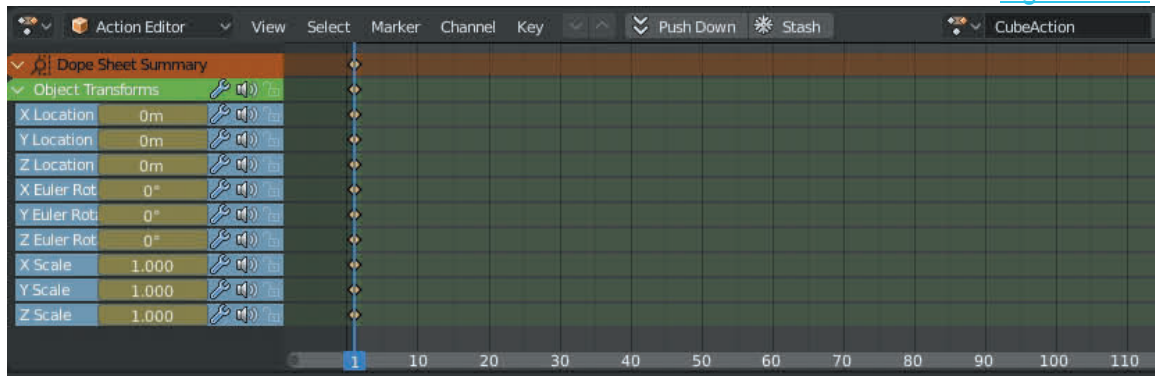 Action Editor View Select Marker Channel Key Push Down Stash CubeAction
Dope Sheet Summary
Object Transforms
X Location 0m
Y Location 0m
Z Location 0m
X Euler Rot 0°
Y Euler Rota 0°
Z Euler Rot 0°
X Scale 1.000
Y Scale 1.000
Z Scale 1.000
1 10 20 30 40 50 60 70 80 90 100 110